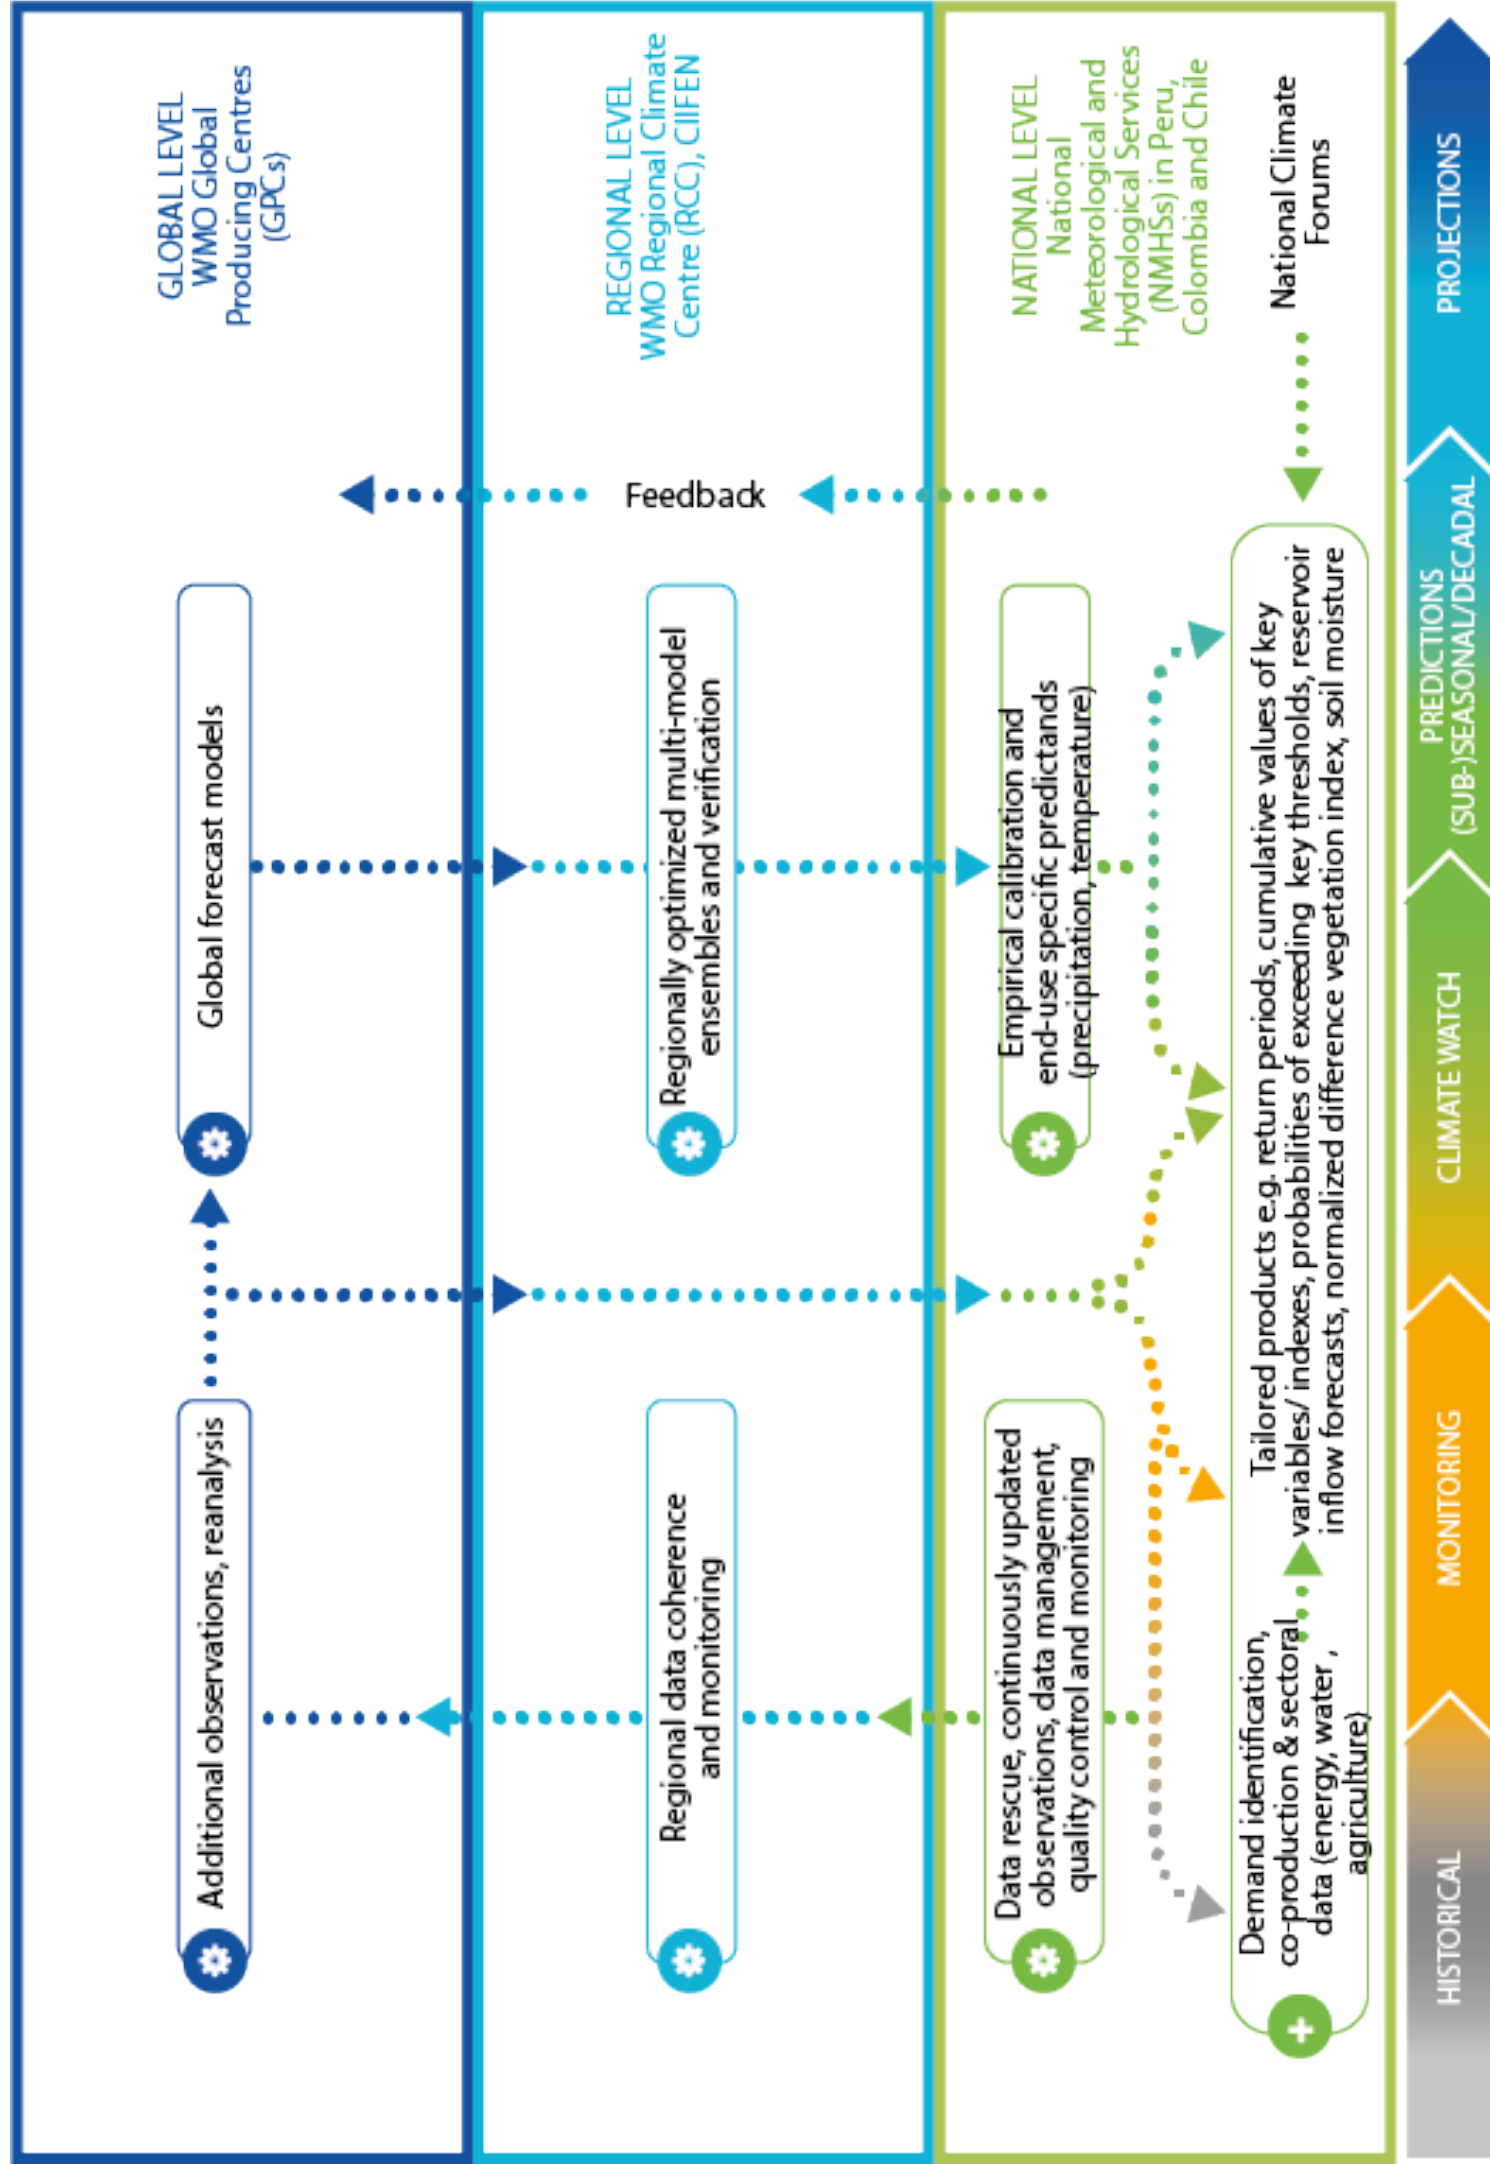 GLOBAL LEVEL
WMO Global
Producing Centres
(GPCs)
Additional observations, reanalysis
Global forecast models
REGIONAL LEVEL
WMO Regional Climate
Centre (RCC), CIIFEN
Feedback
Regional data coherence
and monitoring
Regionally optimized multi-model
ensembles and verification
NATIONAL LEVEL
National
Meteorological and
Hydrological Services
(NMHSs) in Peru,
Colombia and Chile
Data rescue, continuously updated
observations, data management,
quality control and monitoring
Empirical calibration and
end-use specific predictands
(precipitation, temperature)
Demand identification,
co-production & sectoral
data (energy, water ,
agriculture)
Tailored products e.g. return periods, cumulative values of key
variables/ indexes, probabilities of exceeding key thresholds, reservoir
inflow forecasts, normalized difference vegetation index, soil moisture
National Climate
Forums
HISTORICAL
MONITORING
CLIMATE WATCH
PREDICTIONS
(SUB-)SEASONAL/DECADAL
PROJECTIONS